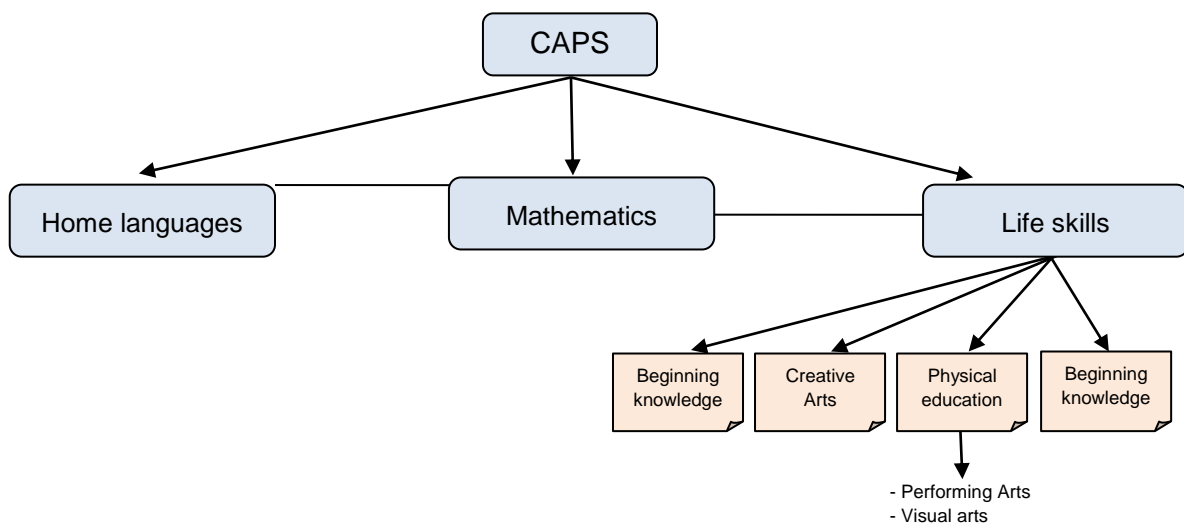 CAPS
Home languages
Mathematics
Life skills
Beginning
knowledge
Creative
Arts
Physical
education
Beginning
knowledge
- Performing Arts
- Visual arts